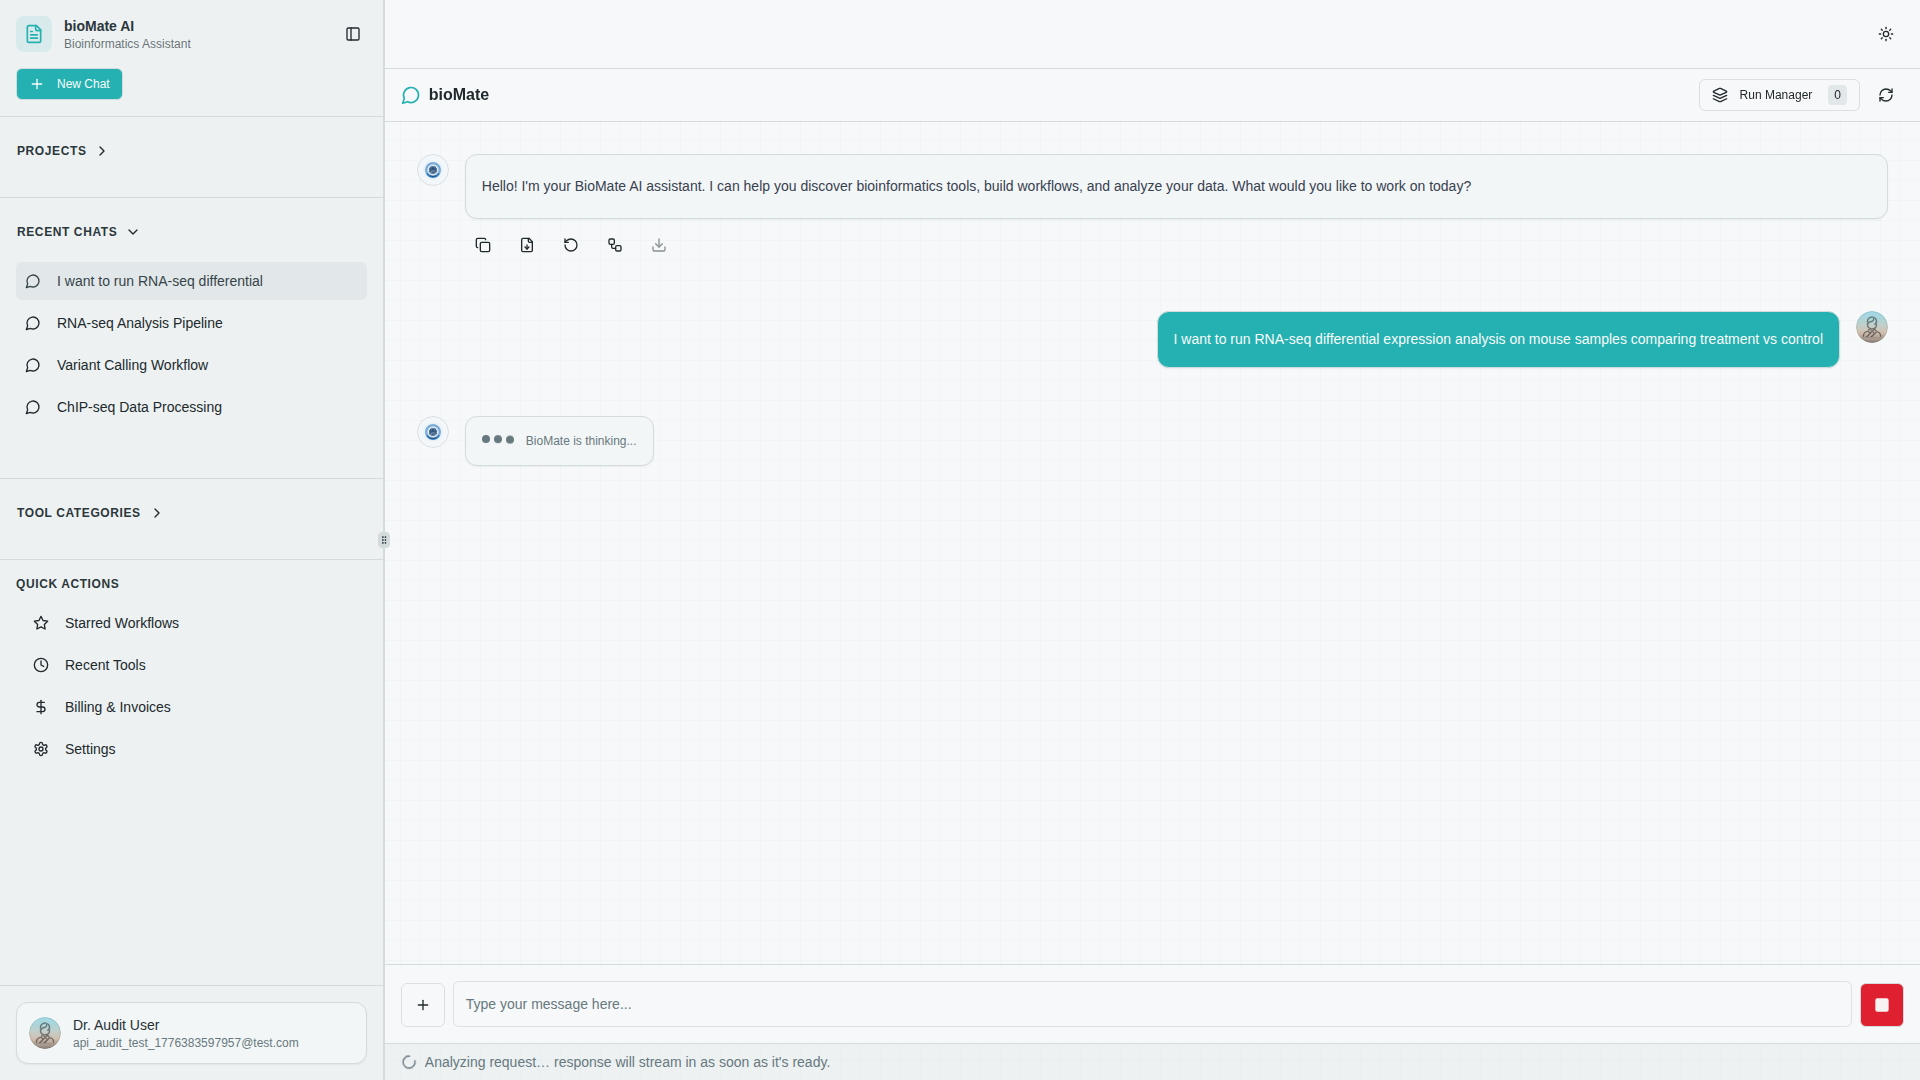 bioMate AI
Bioinformatics Assistant
New Chat
PROJECTS
RECENT CHATS
I want to run RNA-seq differential
RNA-seq Analysis Pipeline
Variant Calling Workflow
ChIP-seq Data Processing
TOOL CATEGORIES
QUICK ACTIONS
Starred Workflows
Recent Tools
Billing & Invoices
Settings
Dr. Audit User
api_audit_test_1776383597957@test.com
bioMate
Run Manager 0
Hello! I'm your BioMate AI assistant. I can help you discover bioinformatics tools, build workflows, and analyze your data. What would you like to work on today?
I want to run RNA-seq differential expression analysis on mouse samples comparing treatment vs control
BioMate is thinking...
Type your message here...
Analyzing request… response will stream in as soon as it's ready.